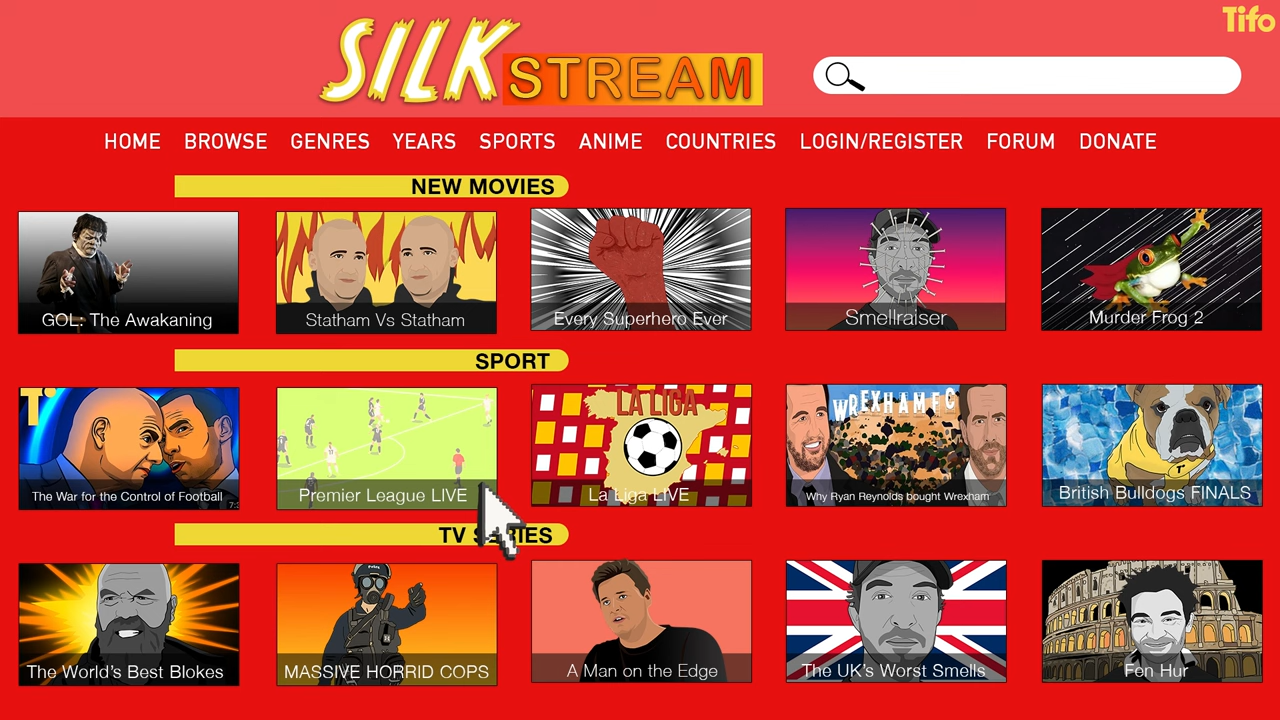 Tifo
SILK STREAM
HOME BROWSE GENRES YEARS SPORTS ANIME COUNTRIES LOGIN/REGISTER FORUM DONATE
NEW MOVIES
GOL: The Awakaning
Statham Vs Statham
Every Superhero Ever
Smellraiser
Murder Frog 2
SPORT
The War for the Control of Football
Premier League LIVE
LA LIGA
La Liga LIVE
WREXHAM FC
Why Ryan Reynolds bought Wrexham
British Bulldogs FINALS
TV SERIES
The World's Best Blokes
MASSIVE HORRID COPS
A Man on the Edge
The UK's Worst Smells
Fen Hur